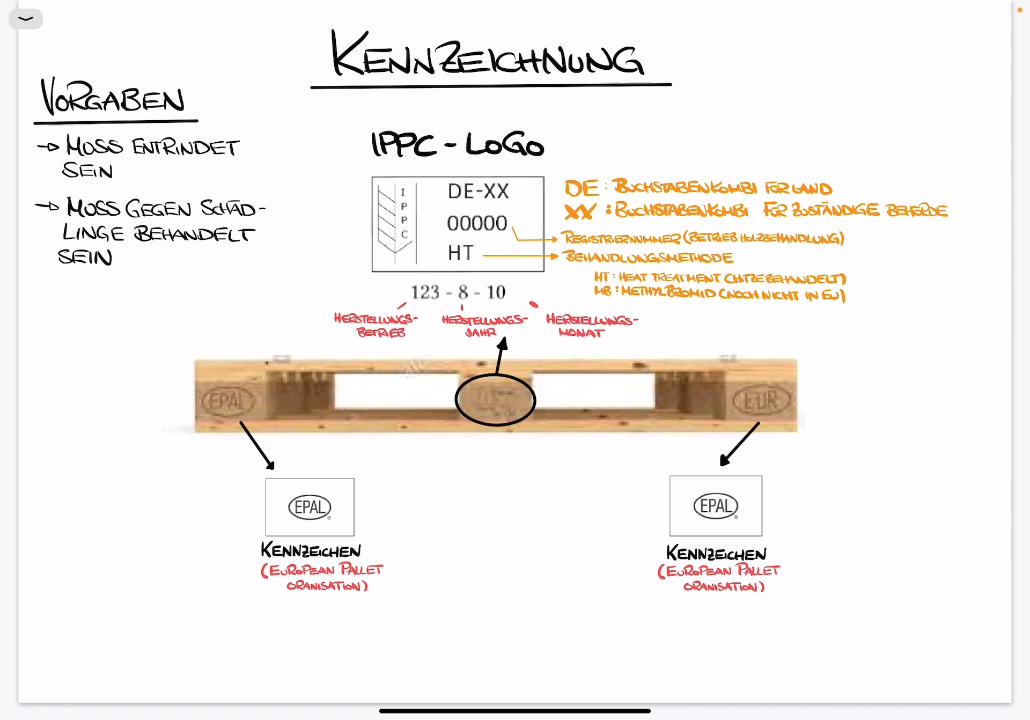 KENNZEICHNUNG
VORGABEN
→ MUSS ENTRINDET
SEIN
→ MUSS GEGEN SCHÄD-
LINGE BEHANDELT
SEIN
IPPC - LOGO
IPPC
DE-XX
00000
HT
DE : BUCHSTABENKOMBI FÜR LAND
XX : BUCHSTABENKOMBI FÜR ZUSTÄNDIGE BEHÖRDE
REGISTRIERNUMMER (BETRIEB HOLZBEHANDLUNG)
BEHANDLUNGSMETHODE
HT : HEAT TREATMENT (HITZEBEHANDELT)
MB : METHYLBROMID (NOCH NICHT IN EU)
123 - 8 - 10
HERSTELLUNGS-
BETRIEB
HERSTELLUNGS-
JAHR
HERSTELLUNGS-
MONAT
EPAL
EUR
EPAL
KENNZEICHEN
(EUROPEAN PALLET
ORANISATION)
EPAL
KENNZEICHEN
(EUROPEAN PALLET
ORANISATION)